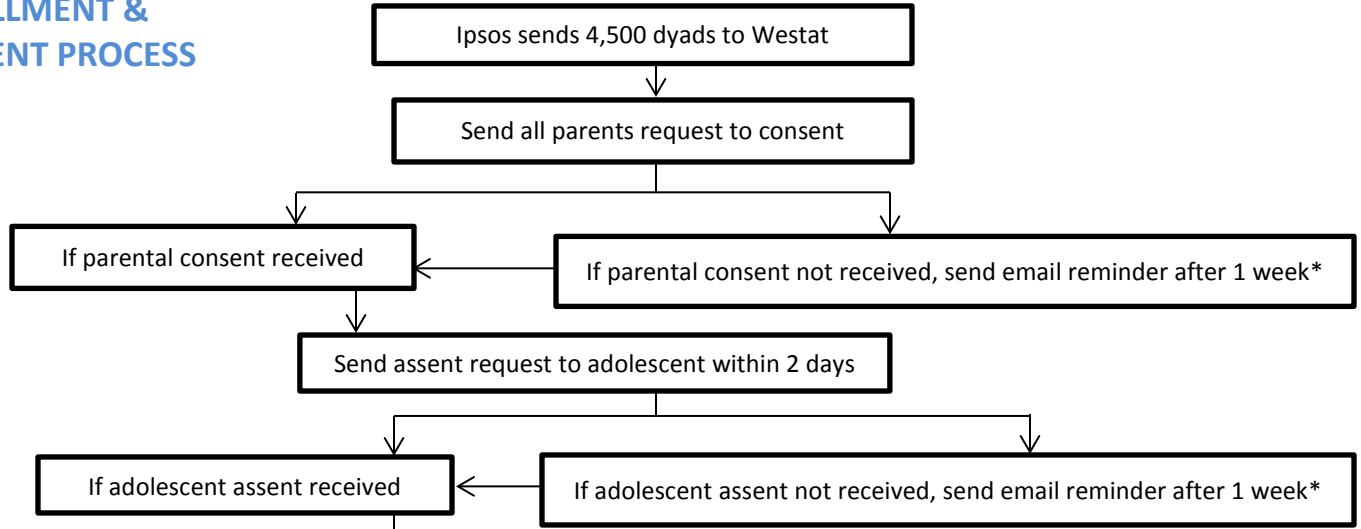 LLMENT &
ENT PROCESS
Ipsos sends 4,500 dyads to Westat
Send all parents request to consent
If parental consent received
If parental consent not received, send email reminder after 1 week*
Send assent request to adolescent within 2 days
If adolescent assent received
If adolescent assent not received, send email reminder after 1 week*